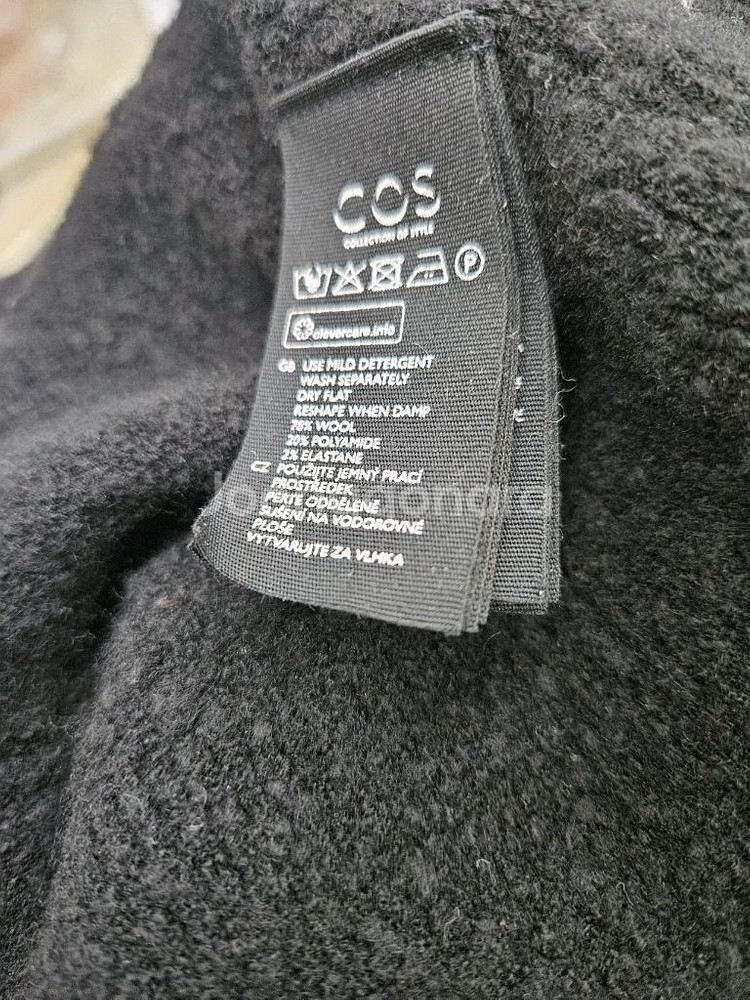 COS
COLLECTION OF STYLE
P
clevercare.info
GB USE MILD DETERGENT
WASH SEPARATELY
DRY FLAT
RESHAPE WHEN DAMP
78% WOOL
20% POLYAMIDE
2% ELASTANE
CZ POUŽIJTE JEMNÝ PRACÍ
PROSTŘEDEK
PERTE ODDĚLENĚ
SUŠENÍ NA VODOROVNÉ
PLOŠE
VYTVARUJTE ZA VLHKA